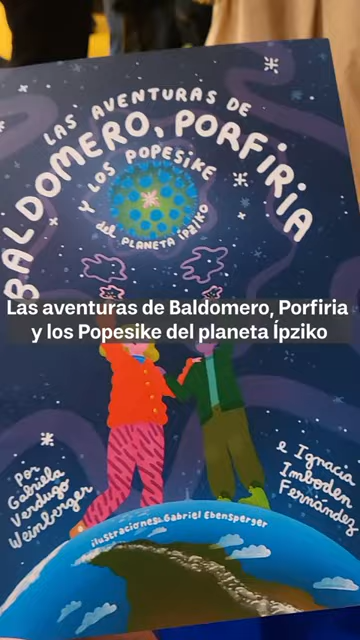 LAS AVENTURAS DE
BALDOMERO, PORFIRIA
Y LOS POPESIKE
del PLANETA ípziko
Las aventuras de Baldomero, Porfiria
y los Popesike del planeta Ípziko
por
Gabriela
Verdugo
Weinberger
e Ignacia
Imboden
Fernández
ilustraciones Gabriel Ebensperger